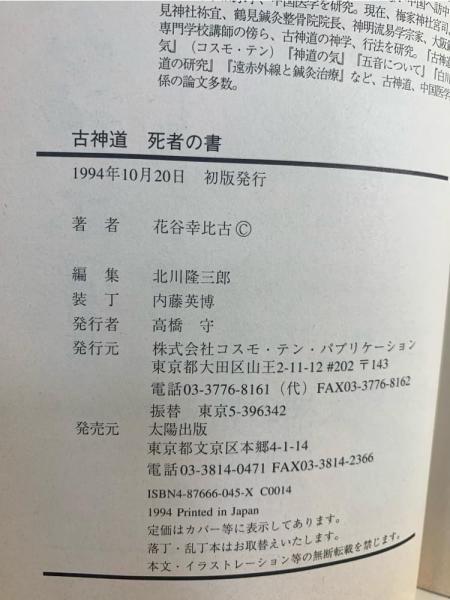 見神社祢宜、鶴見鍼灸整骨院院長、神明流易学宗家、大阪鍼
専門学校講師の傍ら、古神道の神学、行法を研究。『古神道
気』（コスモ・テン）『神道の気』『五音について』『白川
道の研究』『遠赤外線と鍼灸治療』など、古神道、中国医学
係の論文多数。
古神道　死者の書
1994年10月20日　初版発行
著　者　花谷幸比古©
編　集　北川隆三郎
装　丁　内藤英博
発行者　高橋　守
発行元　株式会社コスモ・テン・パブリケーション
東京都大田区山王2-11-12 #202 〒143
電話03-3776-8161（代）FAX03-3776-8162
振替　東京5-396342
発売元　太陽出版
東京都文京区本郷4-1-14
電話03-3814-0471 FAX03-3814-2366
ISBN4-87666-045-X C0014
1994 Printed in Japan
定価はカバー等に表示してあります。
落丁・乱丁本はお取替えいたします。
本文・イラストレーション等の無断転載を禁じます。